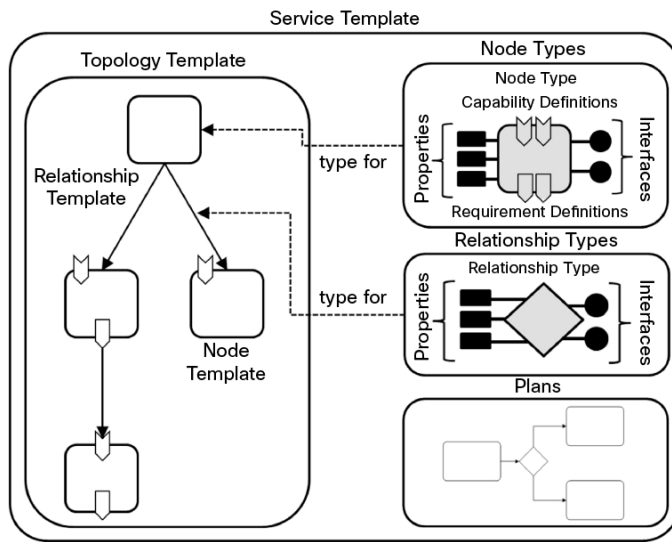 Service Template
Topology Template
Relationship
Template
Node
Template
type for
type for
Node Types
Node Type
Capability Definitions
Properties
Interfaces
Requirement Definitions
Relationship Types
Relationship Type
Properties
Interfaces
Plans